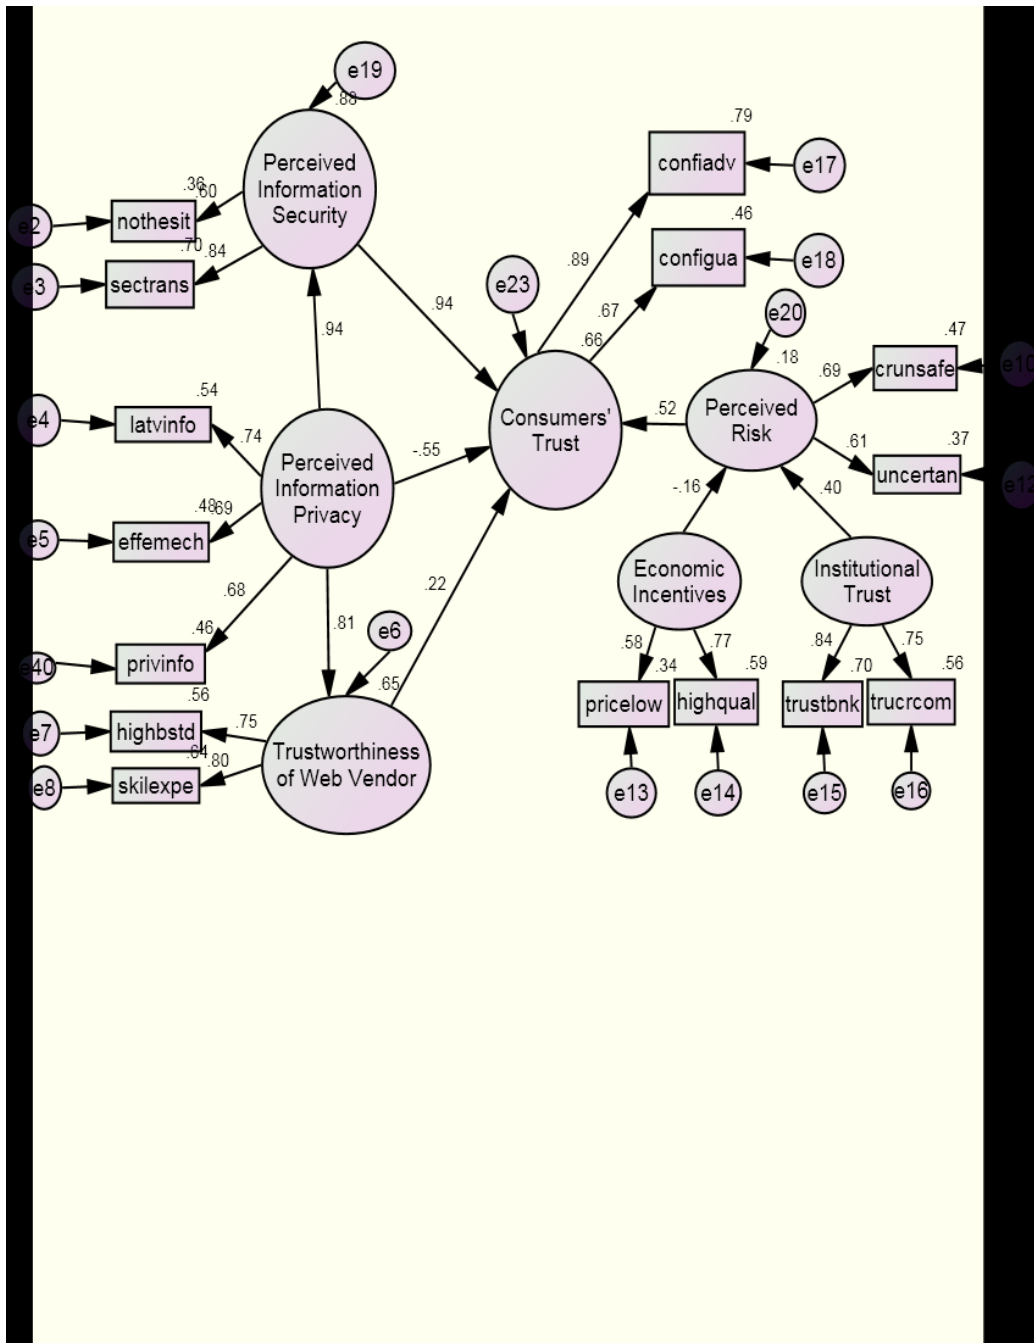 e19
.88
Perceived
Information
Security
.36
.60
e2
nothesit
.70
.84
e3
sectrans
.79
confiadv
e17
.46
configua
e18
.89
.67
.94
e23
.66
Consumers'
Trust
e20
.18
Perceived
Risk
.52
.47
.69
crunsafe
e10
.61
.37
uncertan
e12
.94
.54
e4
latvinfo
.74
Perceived
Information
Privacy
-.55
.48
.69
e5
effemech
.68
.46
e40
privinfo
.81
.22
e6
.65
.56
.75
e7
highbstd
.64
.80
e8
skilexpe
Trustworthiness
of Web Vendor
-.16
.40
Economic
Incentives
Institutional
Trust
.58
.34
.77
.59
.84
.70
.75
.56
pricelow
highqual
trustbnk
trucrcom
e13
e14
e15
e16